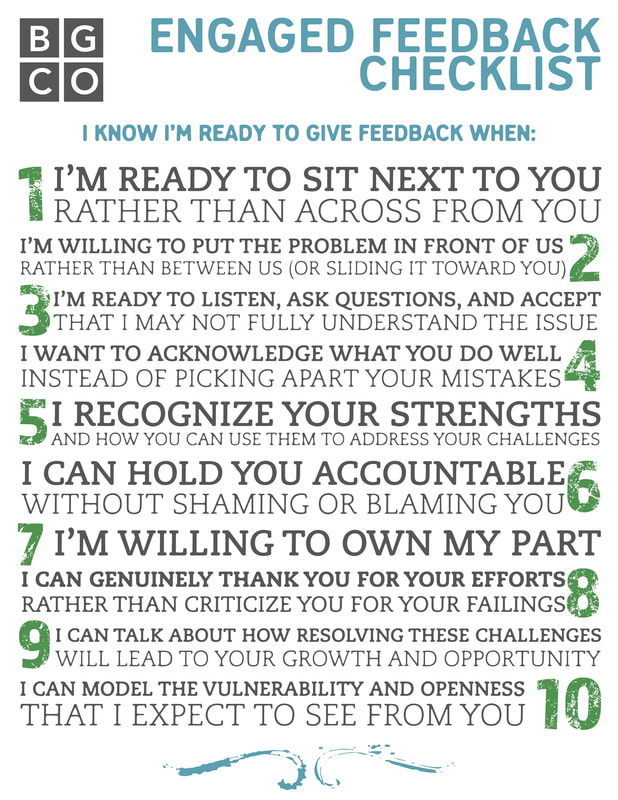 BG
CO
ENGAGED FEEDBACK
CHECKLIST
I KNOW I'M READY TO GIVE FEEDBACK WHEN:
1 I'M READY TO SIT NEXT TO YOU
RATHER THAN ACROSS FROM YOU
I'M WILLING TO PUT THE PROBLEM IN FRONT OF US 2
RATHER THAN BETWEEN US (OR SLIDING IT TOWARD YOU)
3 I'M READY TO LISTEN, ASK QUESTIONS, AND ACCEPT
THAT I MAY NOT FULLY UNDERSTAND THE ISSUE
I WANT TO ACKNOWLEDGE WHAT YOU DO WELL 4
INSTEAD OF PICKING APART YOUR MISTAKES
5 I RECOGNIZE YOUR STRENGTHS
AND HOW YOU CAN USE THEM TO ADDRESS YOUR CHALLENGES
I CAN HOLD YOU ACCOUNTABLE 6
WITHOUT SHAMING OR BLAMING YOU
7 I'M WILLING TO OWN MY PART
I CAN GENUINELY THANK YOU FOR YOUR EFFORTS 8
RATHER THAN CRITICIZE YOU FOR YOUR FAILINGS
9 I CAN TALK ABOUT HOW RESOLVING THESE CHALLENGES
WILL LEAD TO YOUR GROWTH AND OPPORTUNITY
I CAN MODEL THE VULNERABILITY AND OPENNESS 10
THAT I EXPECT TO SEE FROM YOU